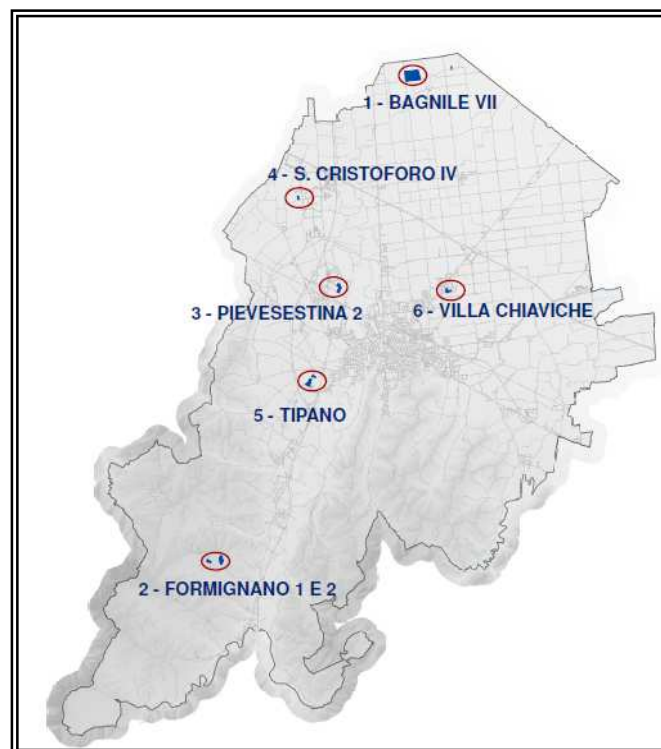 1 - BAGNILE VII
4 - S. CRISTOFORO IV
3 - PIEVESESTINA 2
6 - VILLA CHIAVICHE
5 - TIPANO
2 - FORMIGNANO 1 E 2